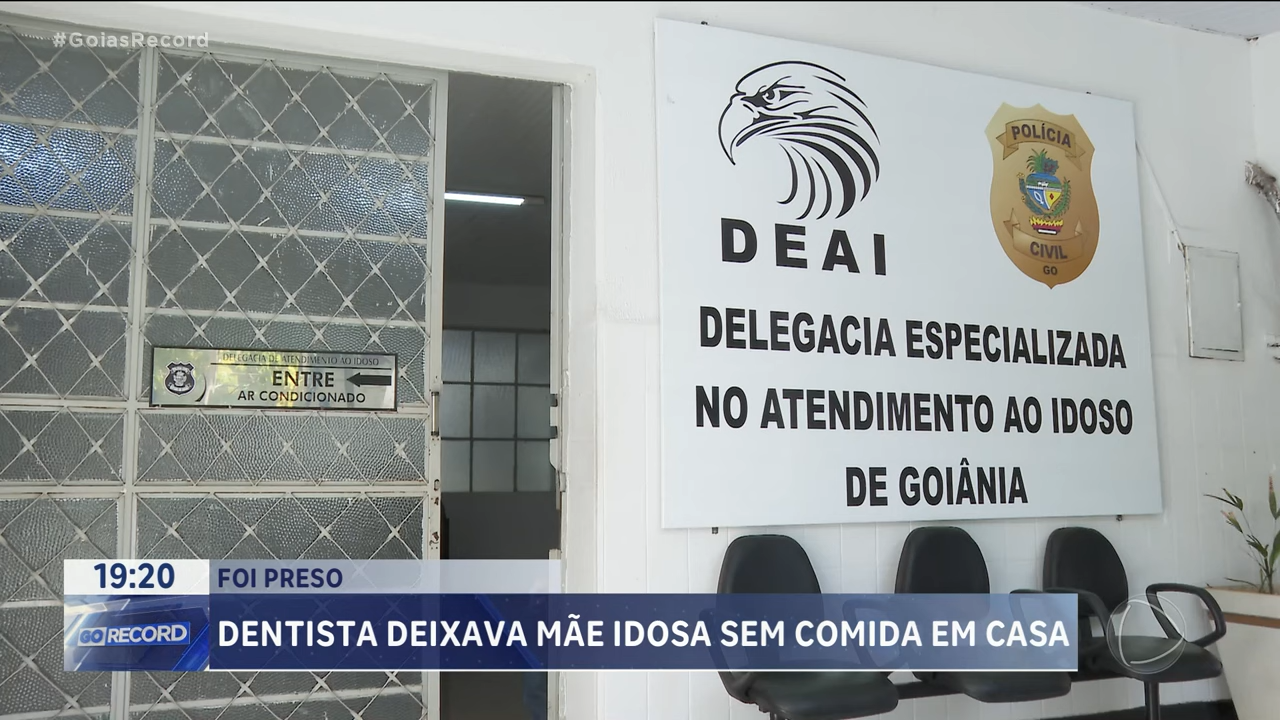 #GoiasRecord
DEAI
POLÍCIA
CIVIL
GO
DELEGACIA ESPECIALIZADA
NO ATENDIMENTO AO IDOSO
DE GOIÂNIA
DELEGACIA DE ATENDIMENTO AO IDOSO
ENTRE
AR CONDICIONADO
19:20
FOI PRESO
GO RECORD
DENTISTA DEIXAVA MÃE IDOSA SEM COMIDA EM CASA